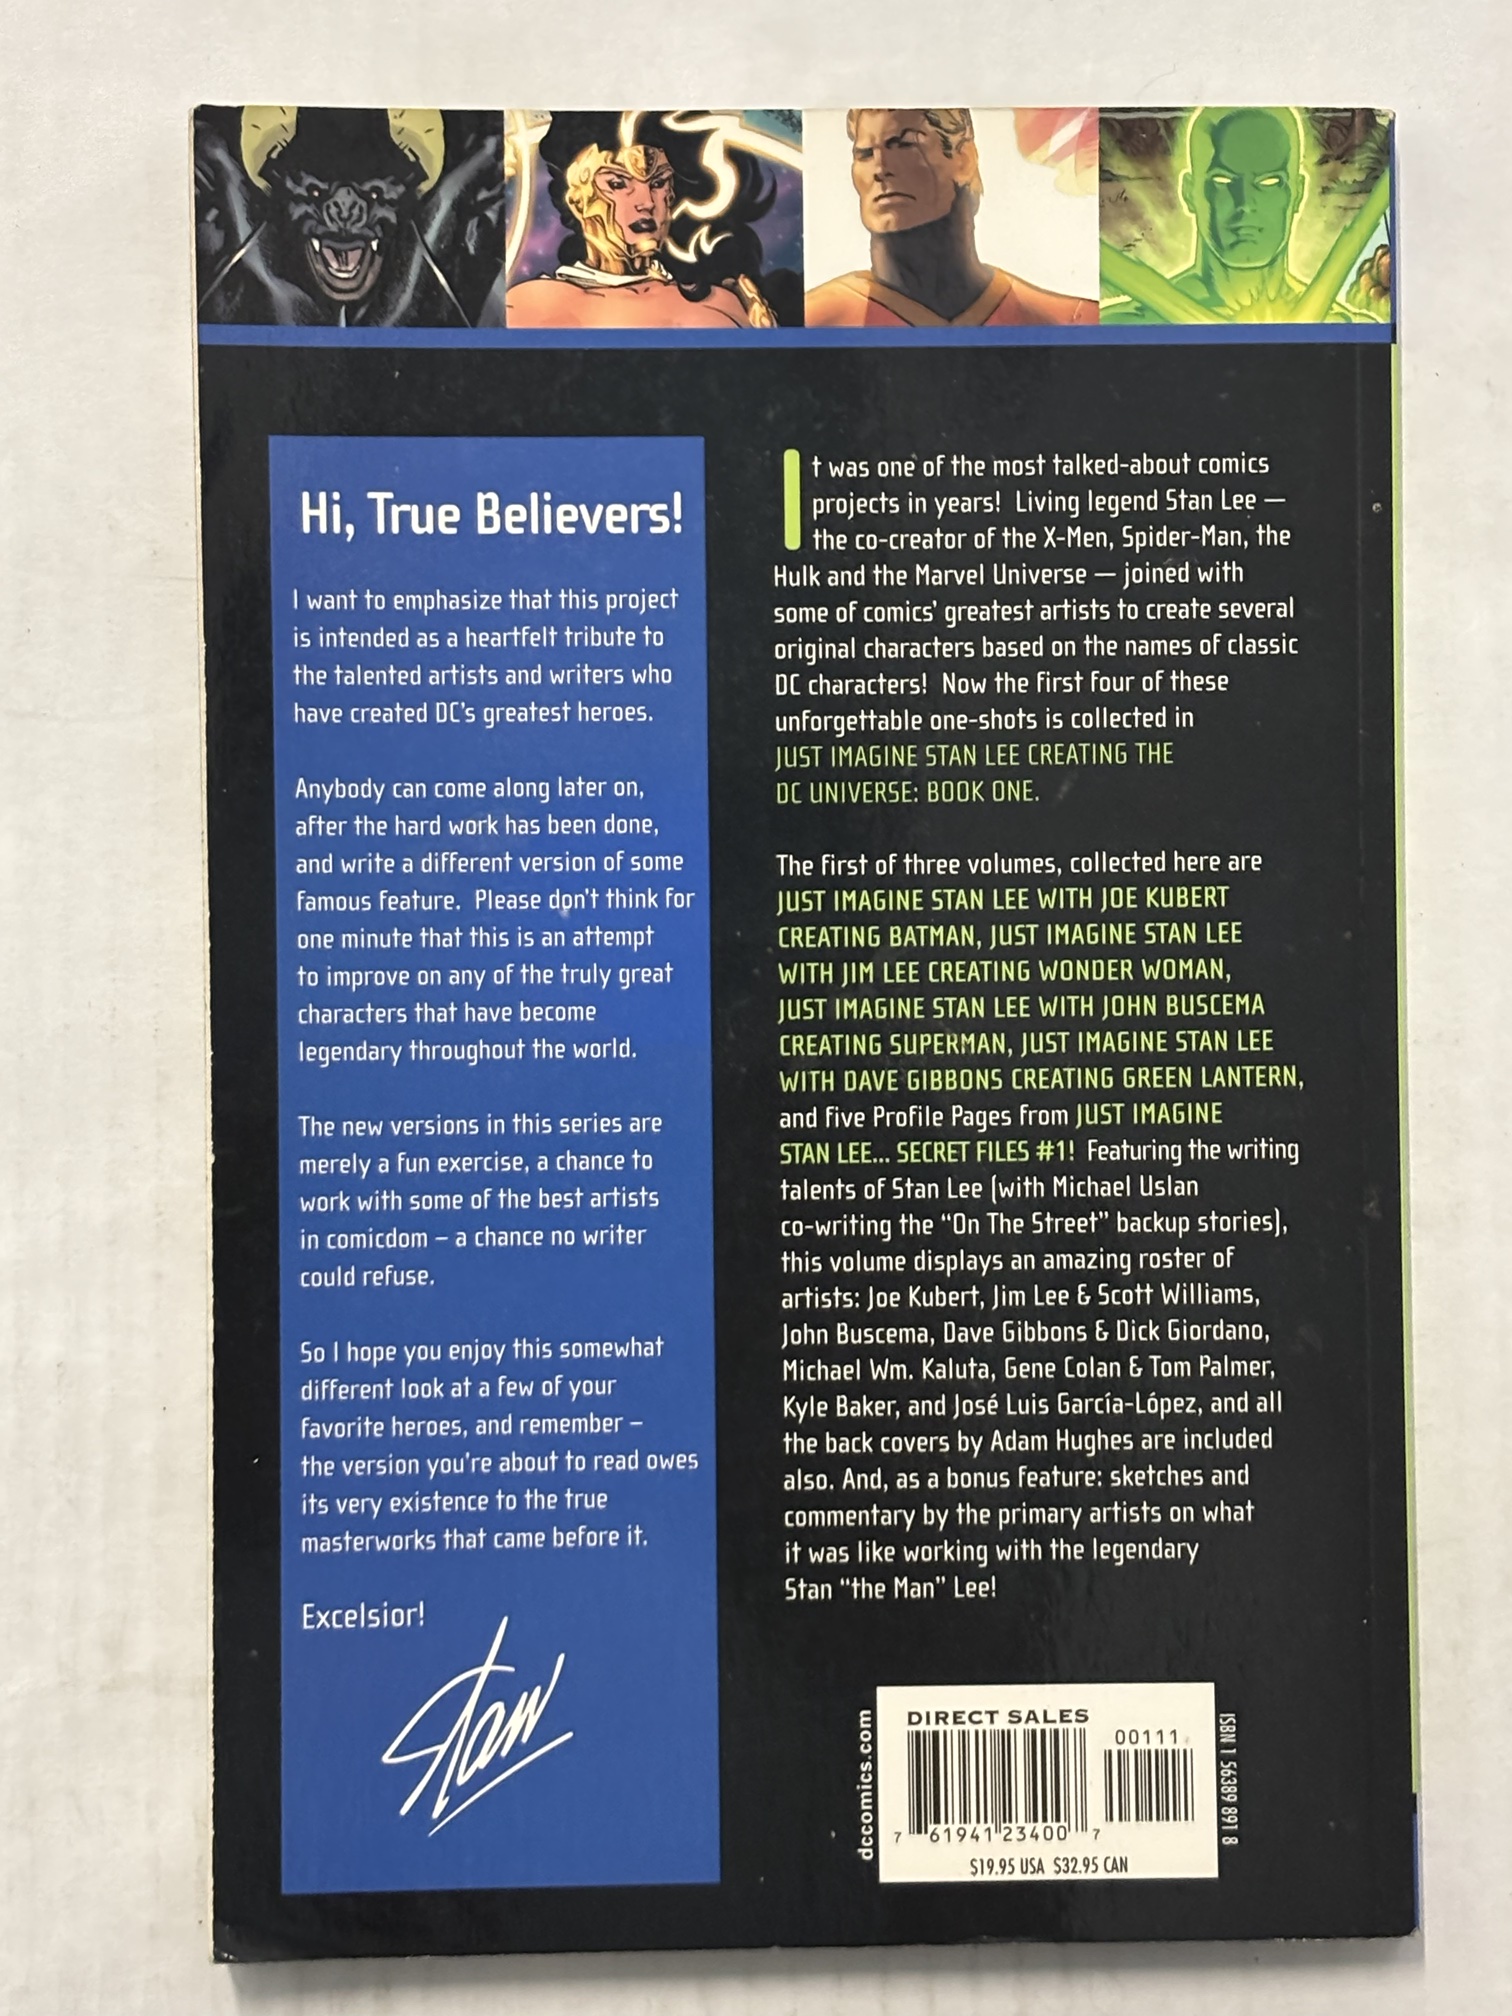 Hi, True Believers!
I want to emphasize that this project
is intended as a heartfelt tribute to
the talented artists and writers who
have created DC's greatest heroes.
Anybody can come along later on,
after the hard work has been done,
and write a different version of some
famous feature. Please don't think for
one minute that this is an attempt
to improve on any of the truly great
characters that have become
legendary throughout the world.
The new versions in this series are
merely a fun exercise, a chance to
work with some of the best artists
in comicdom – a chance no writer
could refuse.
So I hope you enjoy this somewhat
different look at a few of your
favorite heroes, and remember –
the version you're about to read owes
its very existence to the true
masterworks that came before it.
Excelsior!
Stan
It was one of the most talked-about comics
projects in years! Living legend Stan Lee —
the co-creator of the X-Men, Spider-Man, the
Hulk and the Marvel Universe — joined with
some of comics' greatest artists to create several
original characters based on the names of classic
DC characters! Now the first four of these
unforgettable one-shots is collected in
JUST IMAGINE STAN LEE CREATING THE
DC UNIVERSE: BOOK ONE.
The first of three volumes, collected here are
JUST IMAGINE STAN LEE WITH JOE KUBERT
CREATING BATMAN, JUST IMAGINE STAN LEE
WITH JIM LEE CREATING WONDER WOMAN,
JUST IMAGINE STAN LEE WITH JOHN BUSCEMA
CREATING SUPERMAN, JUST IMAGINE STAN LEE
WITH DAVE GIBBONS CREATING GREEN LANTERN,
and five Profile Pages from JUST IMAGINE
STAN LEE... SECRET FILES #1! Featuring the writing
talents of Stan Lee (with Michael Uslan
co-writing the “On The Street” backup stories),
this volume displays an amazing roster of
artists: Joe Kubert, Jim Lee & Scott Williams,
John Buscema, Dave Gibbons & Dick Giordano,
Michael Wm. Kaluta, Gene Colan & Tom Palmer,
Kyle Baker, and José Luis García-López, and all
the back covers by Adam Hughes are included
also. And, as a bonus feature: sketches and
commentary by the primary artists on what
it was like working with the legendary
Stan “the Man” Lee!
dccomics.com
DIRECT SALES
00111
7 61941 23400 7
$19.95 USA $32.95 CAN
ISBN 1 56389 891 8